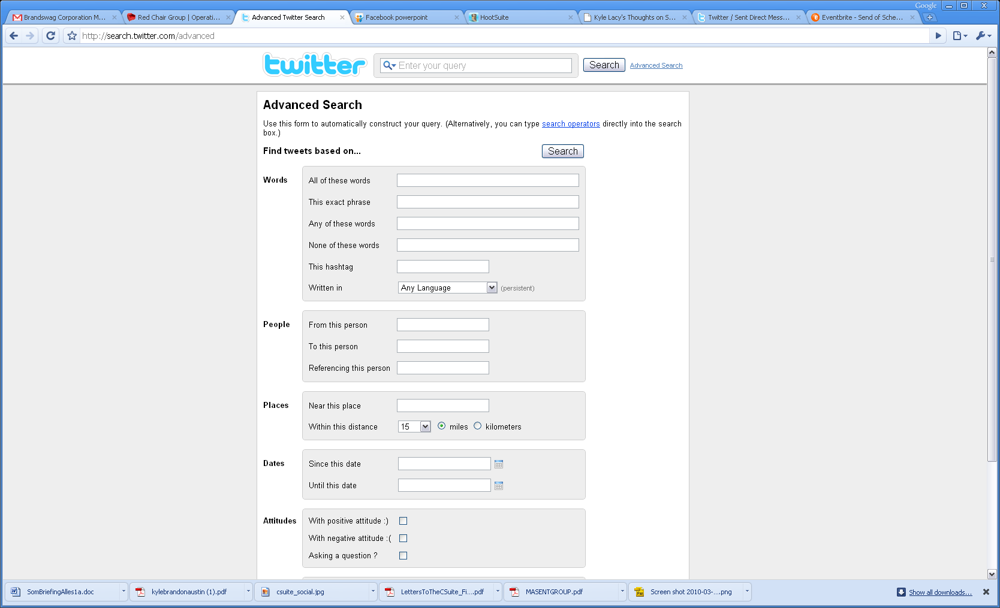 Google
Brandswag Corporation M...
Red Chair Group | Operati...
Advanced Twitter Search
Facebook powerpoint
HootSuite
Kyle Lacy's Thoughts on S...
Twitter / Sent Direct Mess...
Eventbrite - Send of Sche...
http://search.twitter.com/advanced
twitter
Enter your query
Search
Advanced Search
Advanced Search
Use this form to automatically construct your query. (Alternatively, you can type search operators directly into the search
box.)
Find tweets based on...
Search
Words
All of these words
This exact phrase
Any of these words
None of these words
This hashtag
Written in
Any Language
(persistent)
People
From this person
To this person
Referencing this person
Places
Near this place
Within this distance
15
miles
kilometers
Dates
Since this date
Until this date
Attitudes
With positive attitude :)
With negative attitude :(
Asking a question ?
SomBriefingAlles1a.doc
kylebrandonaustin (1).pdf
csuite_social.jpg
LettersToTheCSuite_Fi....pdf
MASENTGROUP.pdf
Fw
Screen shot 2010-03-....png
Show all downloads...